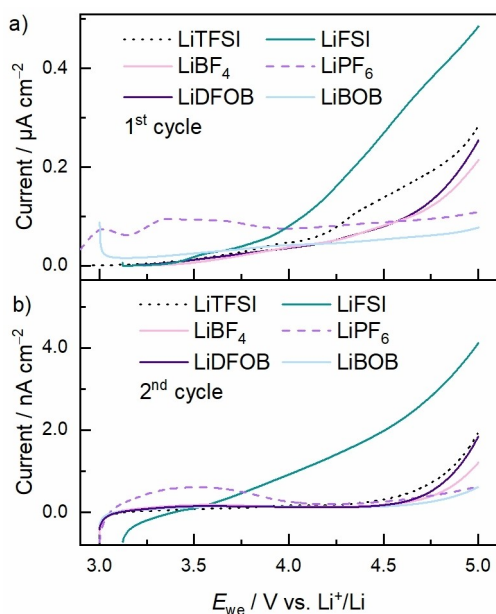 a)
LiTFSI LiFSI
LiBF₄ LiPF₆
LiDFOB LiBOB
1ˢᵗ cycle
Current / µA cm⁻²
0.4
0.2
0.0
b)
LiTFSI LiFSI
LiBF₄ LiPF₆
LiDFOB LiBOB
2ⁿᵈ cycle
Current / nA cm⁻²
4.0
2.0
0.0
3.0 3.5 4.0 4.5 5.0
E_we / V vs. Li⁺/Li